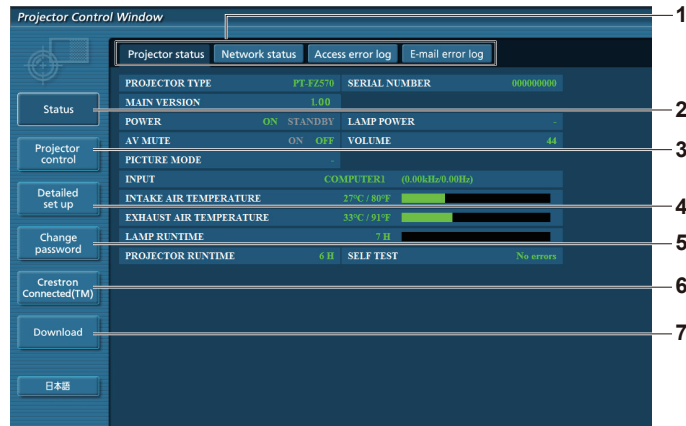 Projector Control Window
1
Projector status Network status Access error log E-mail error log
PROJECTOR TYPE PT-FZ570 SERIAL NUMBER 000000000
MAIN VERSION 1.00
Status 2
POWER ON STANDBY LAMP POWER -
AV MUTE ON OFF VOLUME 44
Projector
control 3
PICTURE MODE -
INPUT COMPUTER1 (0.00kHz/0.00Hz)
INTAKE AIR TEMPERATURE 27°C / 80°F
Detailed
set up 4
EXHAUST AIR TEMPERATURE 33°C / 91°F
LAMP RUNTIME 7 H
Change
password 5
PROJECTOR RUNTIME 6 H SELF TEST No errors
Crestron
Connected(TM) 6
Download 7
日本語